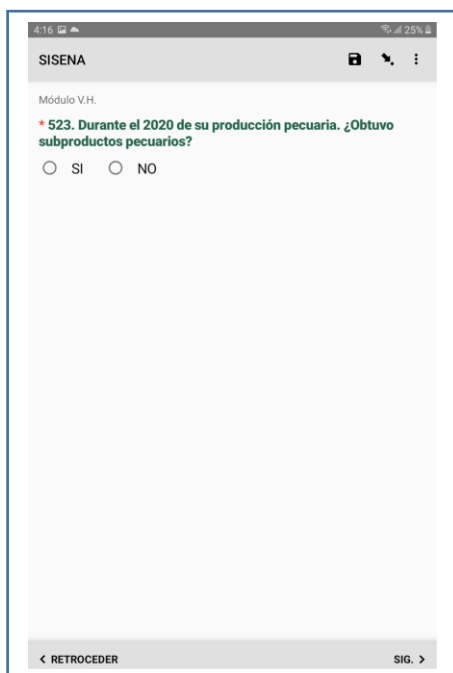 4:16 25%
SISENA
Módulo V.H.
* 523. Durante el 2020 de su producción pecuaria. ¿Obtuvo
subproductos pecuarios?
SI NO
< RETROCEDER SIG. >